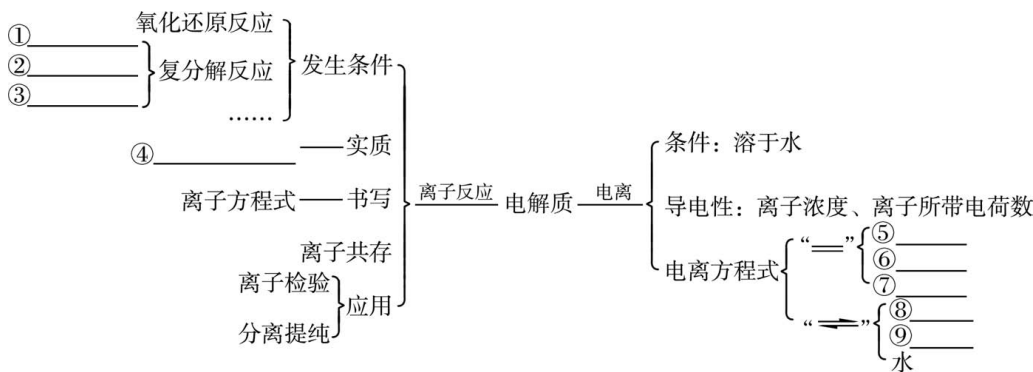 氧化还原反应
①
②
③
复分解反应
……
发生条件
④
实质
离子方程式
书写
离子共存
离子检验
分离提纯
应用
离子反应
电解质
电离
条件：溶于水
导电性：离子浓度、离子所带电荷数
电离方程式
“═”
⑤
⑥
⑦
“⇌”
⑧
⑨
水